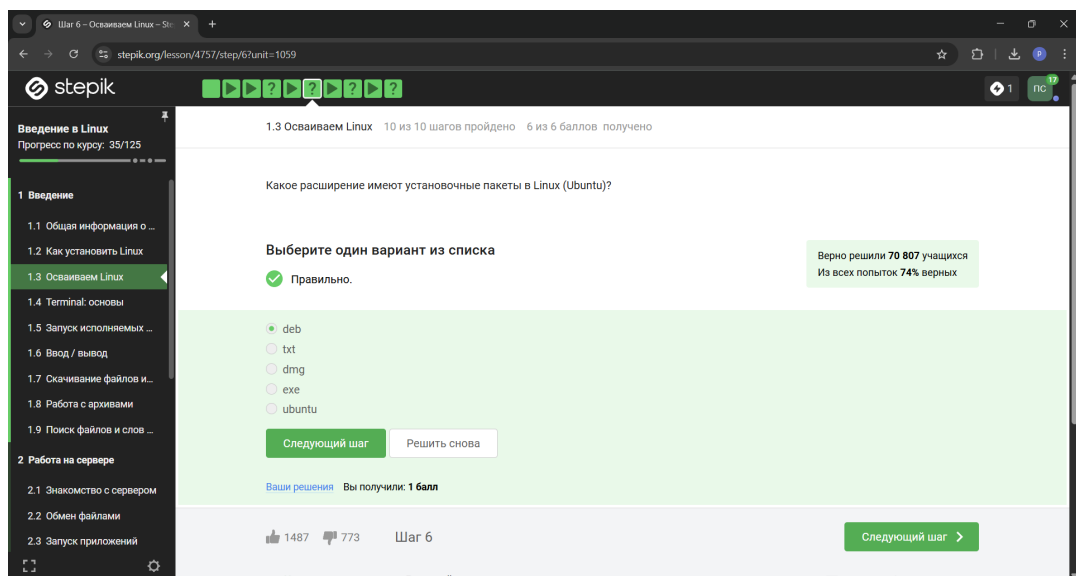 Шаг 6 – Осваиваем Linux – Ste
stepik.org/lesson/4757/step/6?unit=1059
P
stepik
? ? ? ?
1
ПС
17
Введение в Linux
Прогресс по курсу: 35/125
1.3 Осваиваем Linux 10 из 10 шагов пройдено 6 из 6 баллов получено
1 Введение
1.1 Общая информация о ...
1.2 Как установить Linux
1.3 Осваиваем Linux
1.4 Terminal: основы
1.5 Запуск исполняемых ...
1.6 Ввод / вывод
1.7 Скачивание файлов и...
1.8 Работа с архивами
1.9 Поиск файлов и слов ...
2 Работа на сервере
2.1 Знакомство с сервером
2.2 Обмен файлами
2.3 Запуск приложений
Какое расширение имеют установочные пакеты в Linux (Ubuntu)?
Выберите один вариант из списка
Правильно.
Верно решили 70 807 учащихся
Из всех попыток 74% верных
deb
txt
dmg
exe
ubuntu
Следующий шаг Решить снова
Ваши решения Вы получили: 1 балл
1487 773 Шаг 6
Следующий шаг